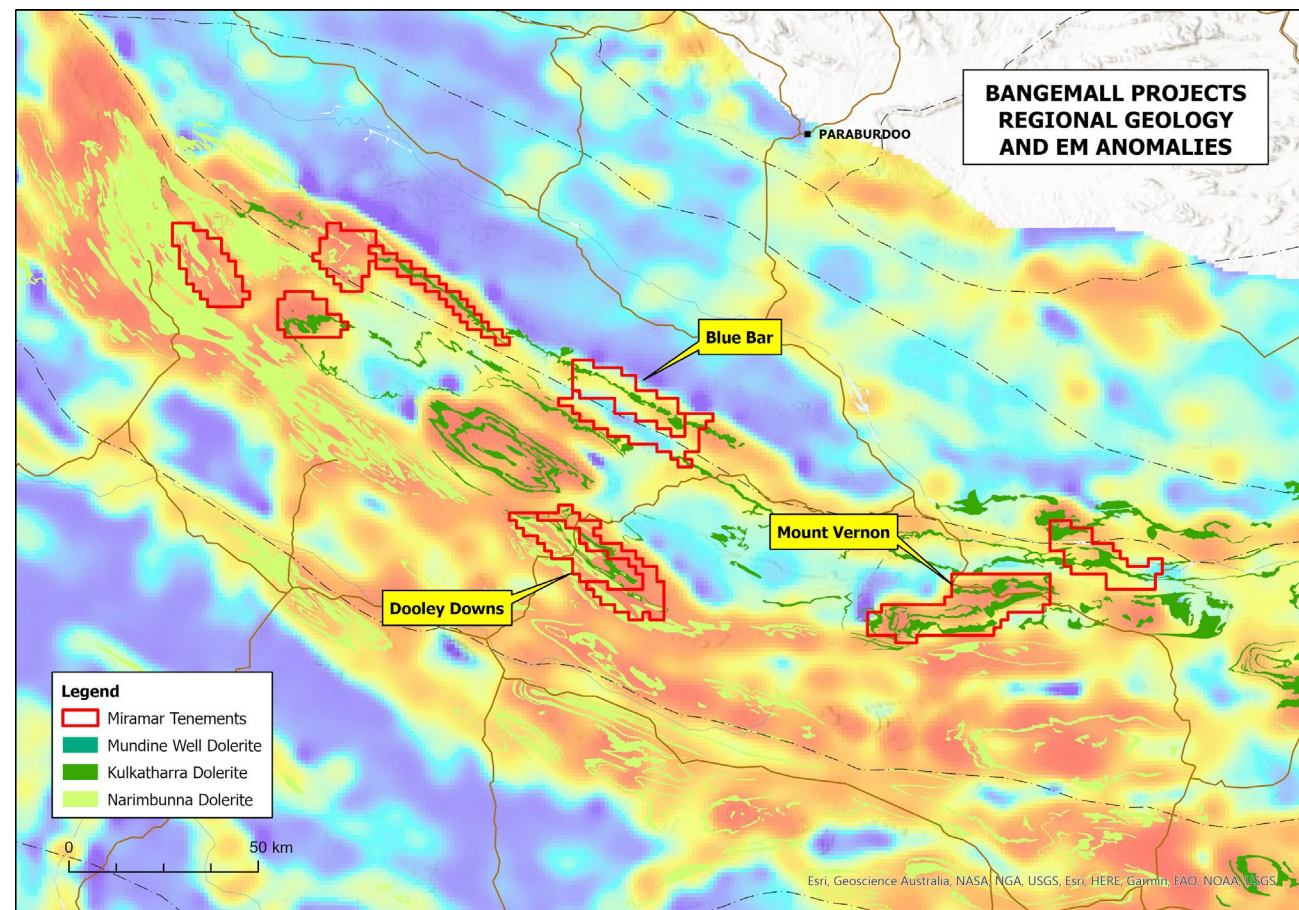 BANGEMALL PROJECTS
REGIONAL GEOLOGY
AND EM ANOMALIES
PARABURDOO
Blue Bar
Mount Vernon
Dooley Downs
Legend
Miramar Tenements
Mundine Well Dolerite
Kulkatharra Dolerite
Narimbunna Dolerite
0 50 km
Esri, Geoscience Australia, NASA, NGA, USGS, Esri, HERE, Garmin, FAO, NOAA, USGS